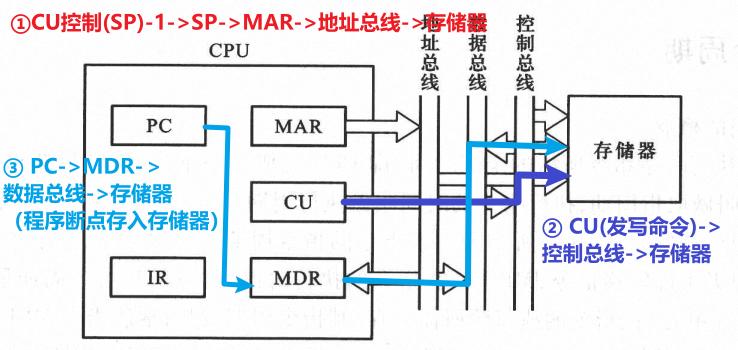 ①CU控制(SP)-1->SP->MAR->地址总线->存储器
CPU
地址总线
数据总线
控制总线
PC
MAR
存储器
③ PC->MDR->
数据总线->存储器
（程序断点存入存储器）
CU
② CU(发写命令)->
控制总线->存储器
IR
MDR
周期